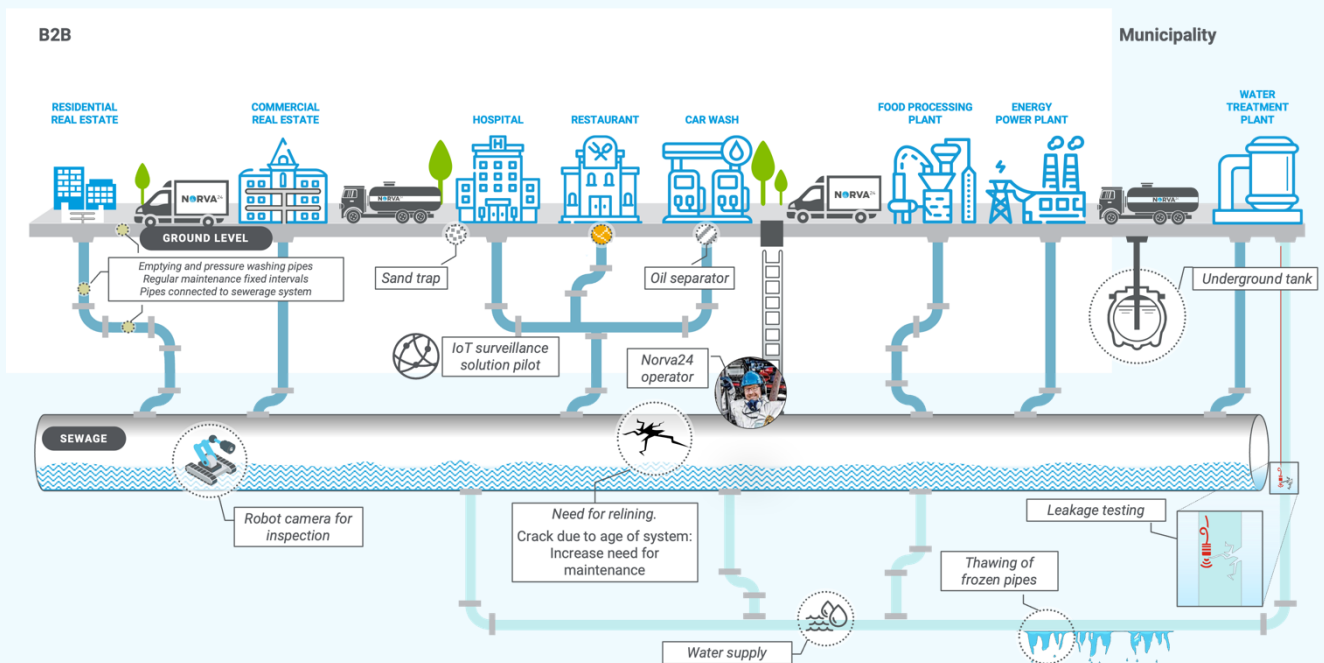 B2B
Municipality
RESIDENTIAL
REAL ESTATE
COMMERCIAL
REAL ESTATE
HOSPITAL
RESTAURANT
CAR WASH
FOOD PROCESSING
PLANT
ENERGY
POWER PLANT
WATER
TREATMENT
PLANT
H
NORVA24
NORVA24
NORVA24
NORVA24
GROUND LEVEL
Emptying and pressure washing pipes
Regular maintenance fixed intervals
Pipes connected to sewerage system
Sand trap
Oil separator
Underground tank
IoT surveillance
solution pilot
Norva24
operator
SEWAGE
Robot camera for
inspection
Need for relining.
Crack due to age of system:
Increase need for
maintenance
Leakage testing
Thawing of
frozen pipes
Water supply